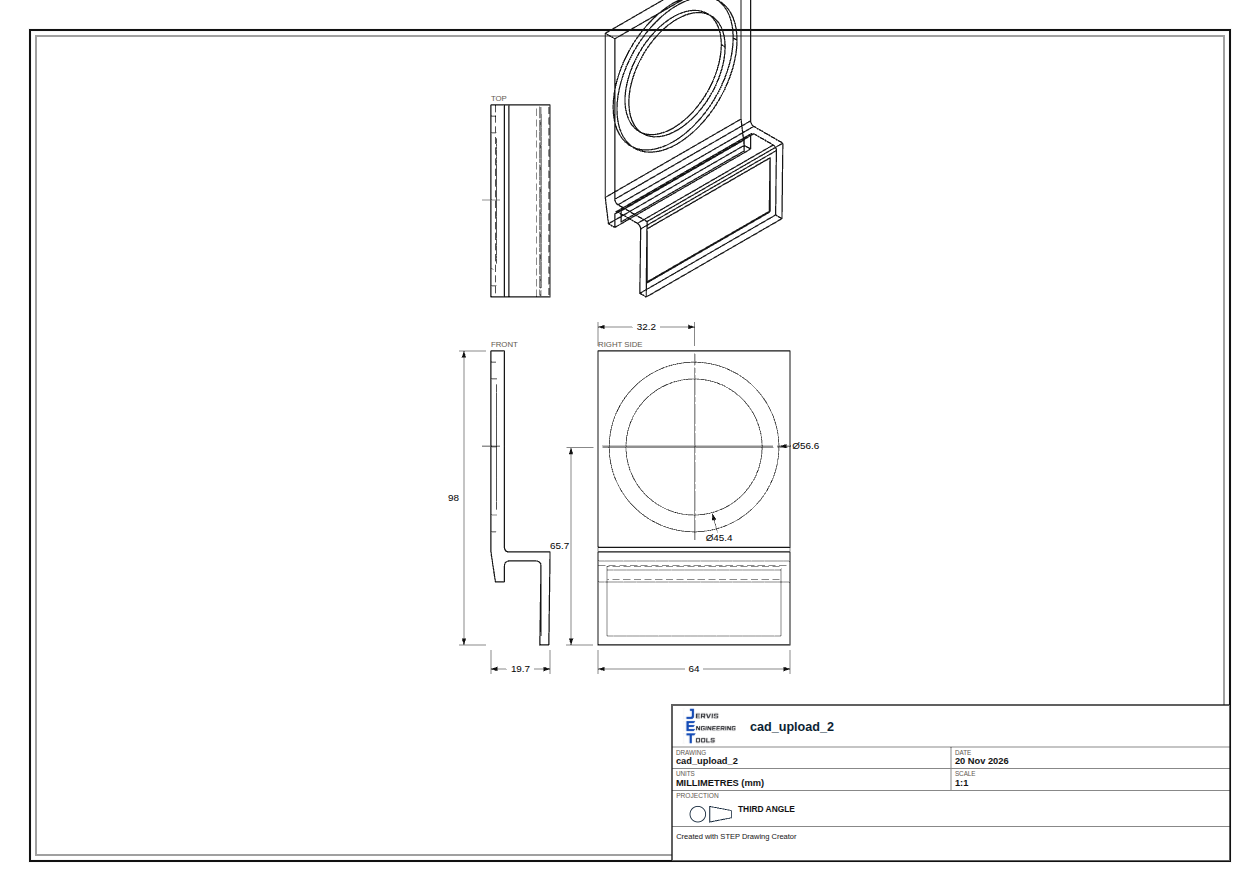 TOP
32.2
FRONT
RIGHT SIDE
Ø56.6
98
Ø45.4
65.7
19.7
64
JERVIS
ENGINEERING
TOOLS
cad_upload_2
DRAWING
cad_upload_2
DATE
20 Nov 2026
UNITS
MILLIMETRES (mm)
SCALE
1:1
PROJECTION
THIRD ANGLE
Created with STEP Drawing Creator